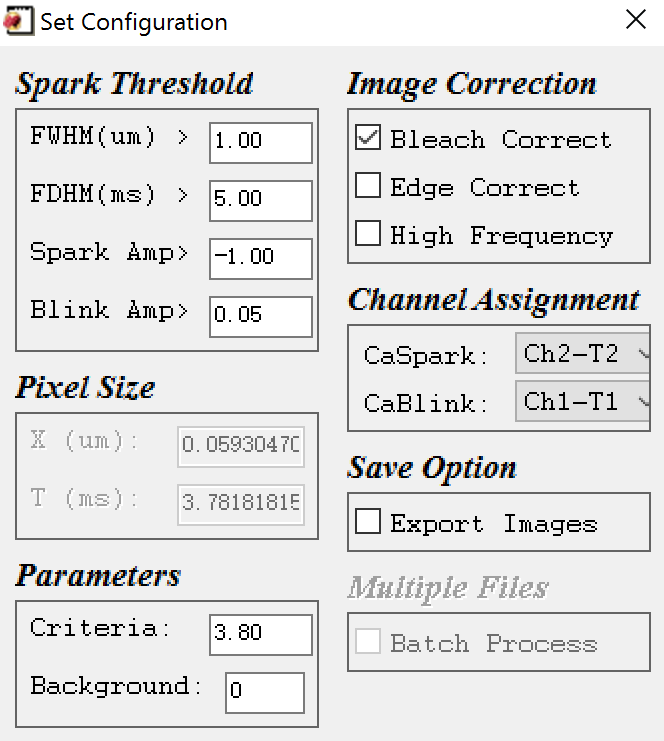 Set Configuration
Spark Threshold
FWHM(um) > 1.00
FDHM(ms) > 5.00
Spark Amp> -1.00
Blink Amp> 0.05
Pixel Size
X (um): 0.0593047
T (ms): 3.7818181
Parameters
Criteria: 3.80
Background: 0
Image Correction
Bleach Correct
Edge Correct
High Frequency
Channel Assignment
CaSpark: Ch2-T2
CaBlink: Ch1-T1
Save Option
Export Images
Multiple Files
Batch Process